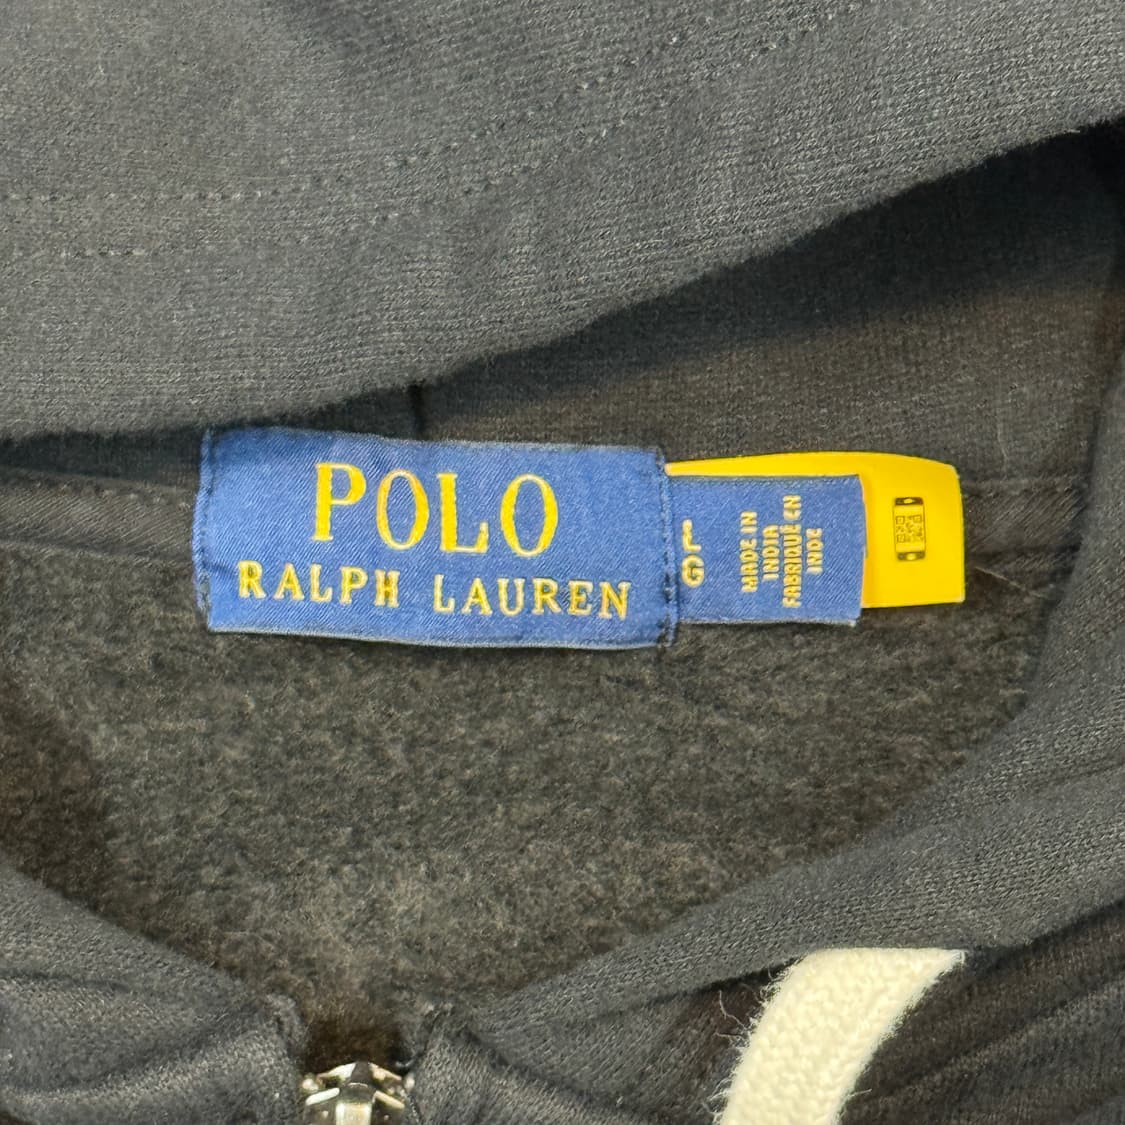 POLO
RALPH LAUREN
L
G
MADE IN
INDIA
FABRIQUÉ EN
INDE